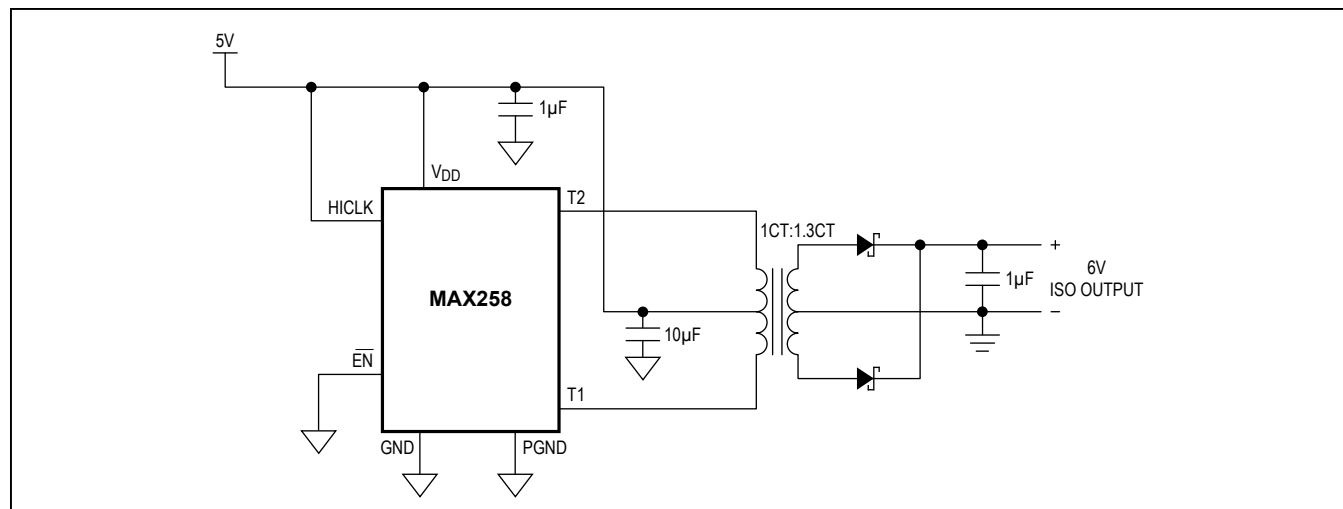 5V
1µF
VDD
HICLK
T2
1CT:1.3CT
MAX258
10µF
1µF
+
6V
ISO OUTPUT
−
EN
T1
GND
PGND